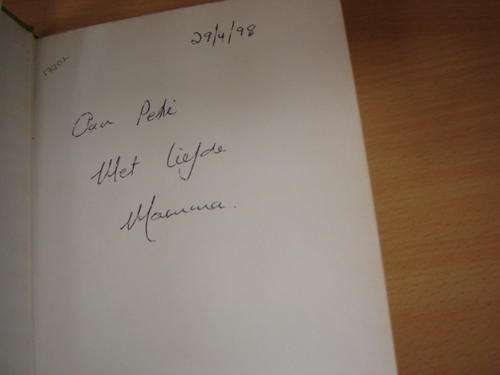 29/4/98
Aan Petri
Met liefde
Mamma.